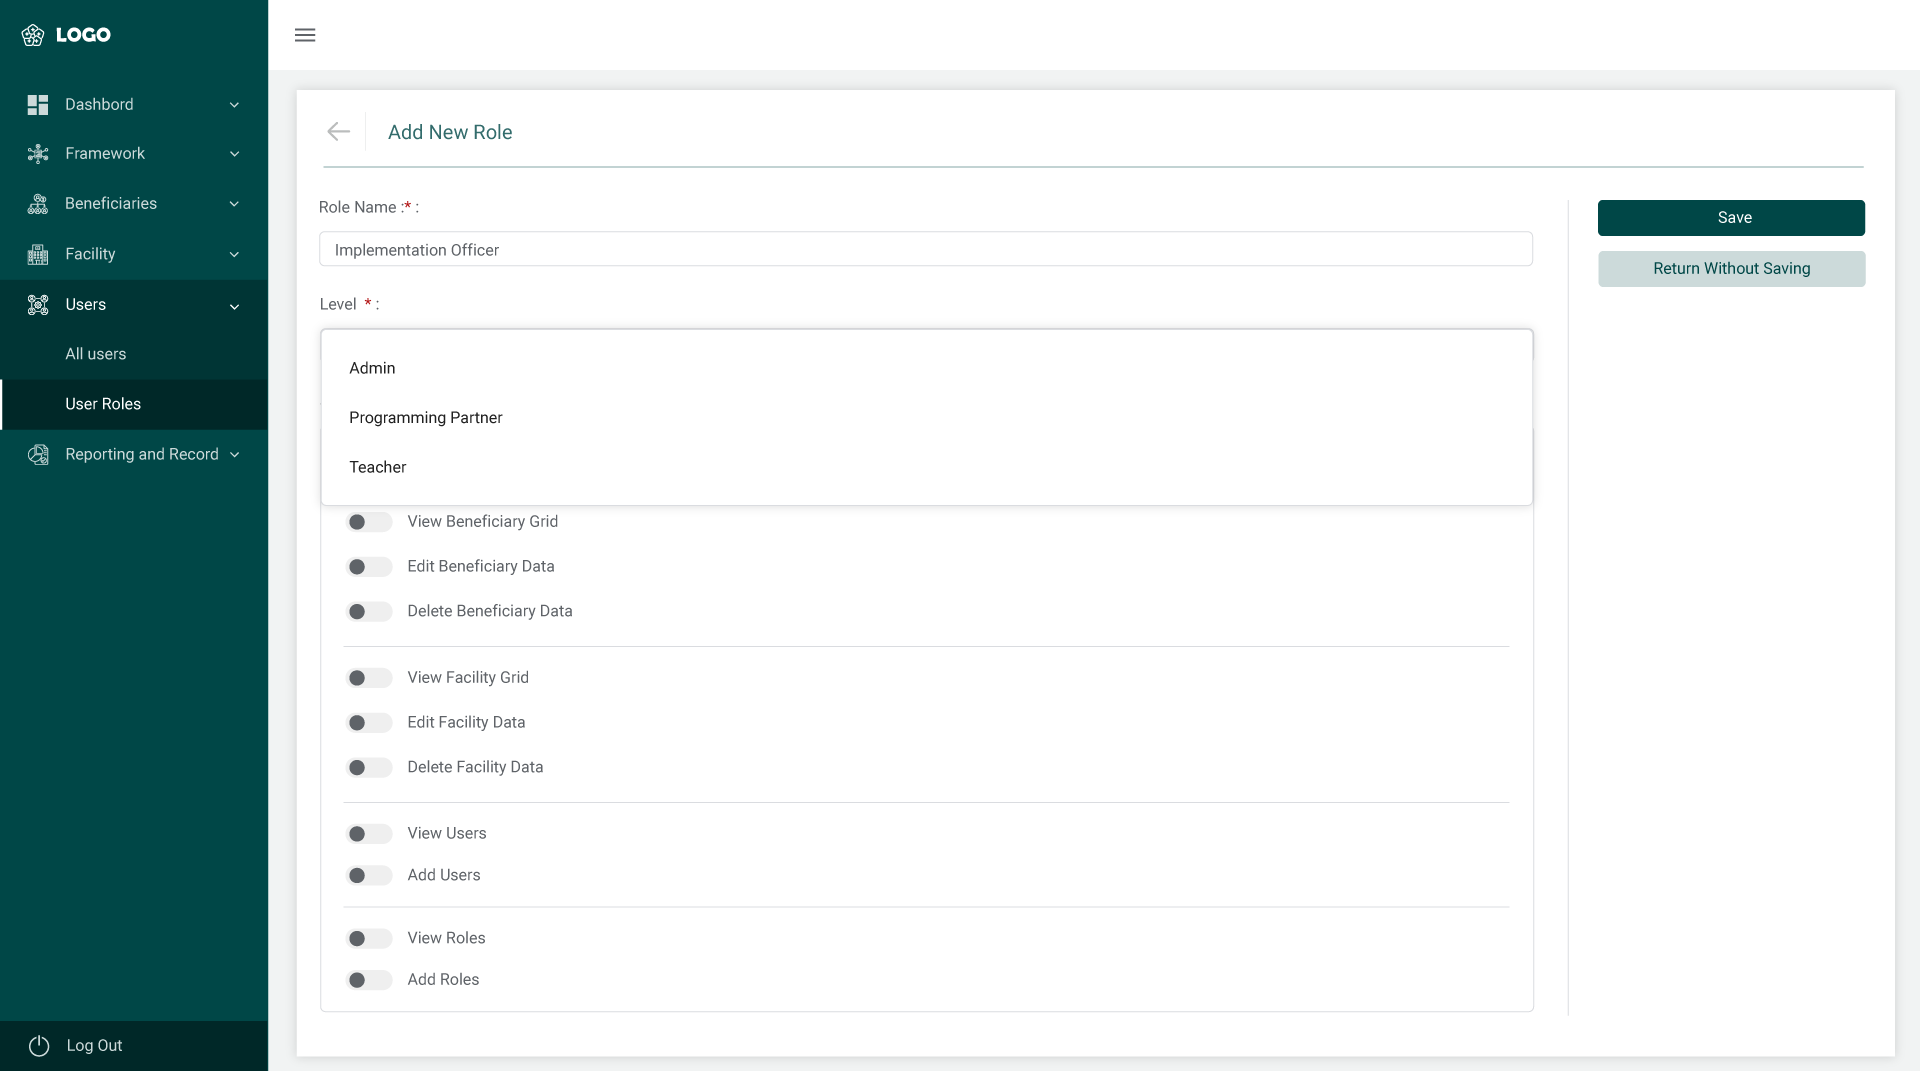 LOGO
Dashbord
Framework
Beneficiaries
Facility
Users
All users
User Roles
Reporting and Record
Log Out
Add New Role
Role Name :* :
Implementation Officer
Level * :
Admin
Programming Partner
Teacher
View Beneficiary Grid
Edit Beneficiary Data
Delete Beneficiary Data
View Facility Grid
Edit Facility Data
Delete Facility Data
View Users
Add Users
View Roles
Add Roles
Save
Return Without Saving